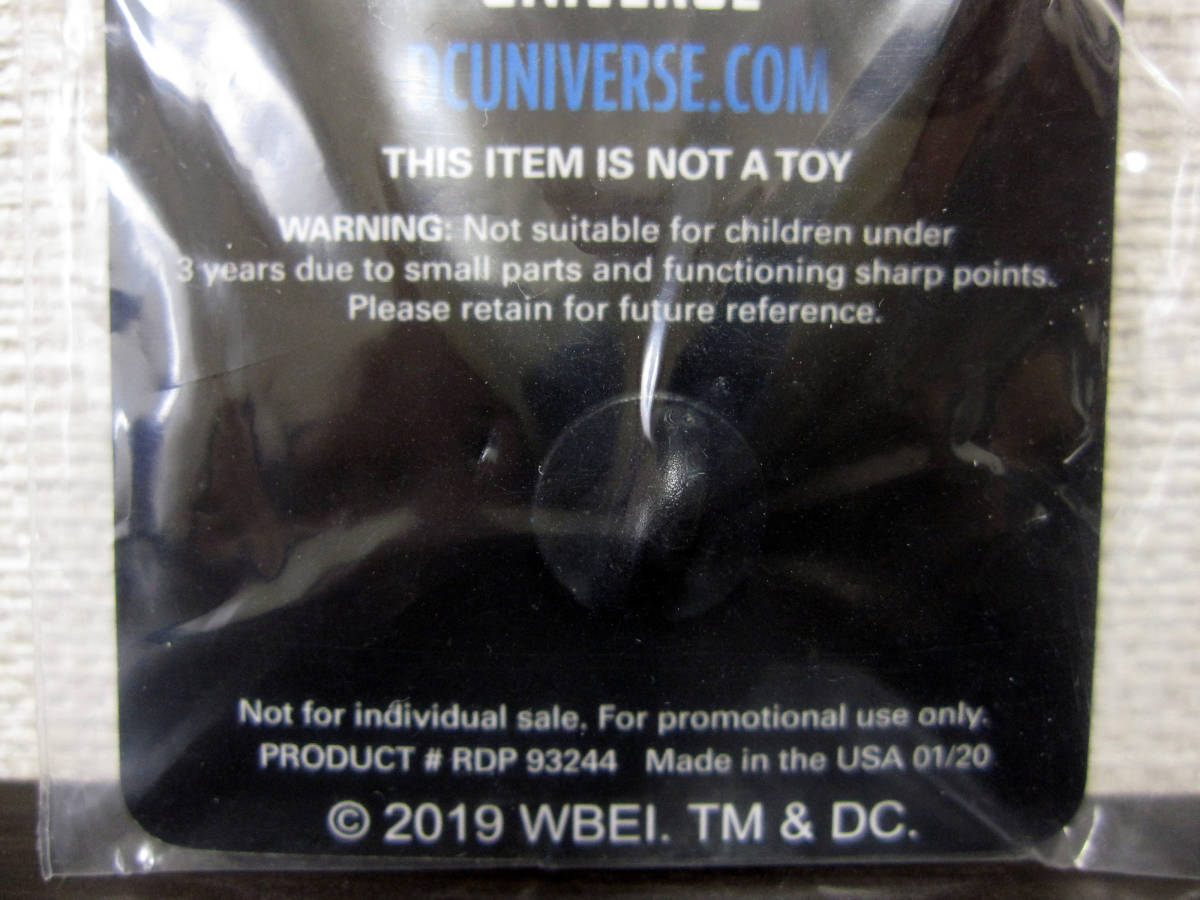 UNIVERSE
DCUNIVERSE.COM
THIS ITEM IS NOT A TOY
WARNING: Not suitable for children under
3 years due to small parts and functioning sharp points.
Please retain for future reference.
Not for individual sale. For promotional use only.
PRODUCT # RDP 93244 Made in the USA 01/20
© 2019 WBEI. TM & DC.